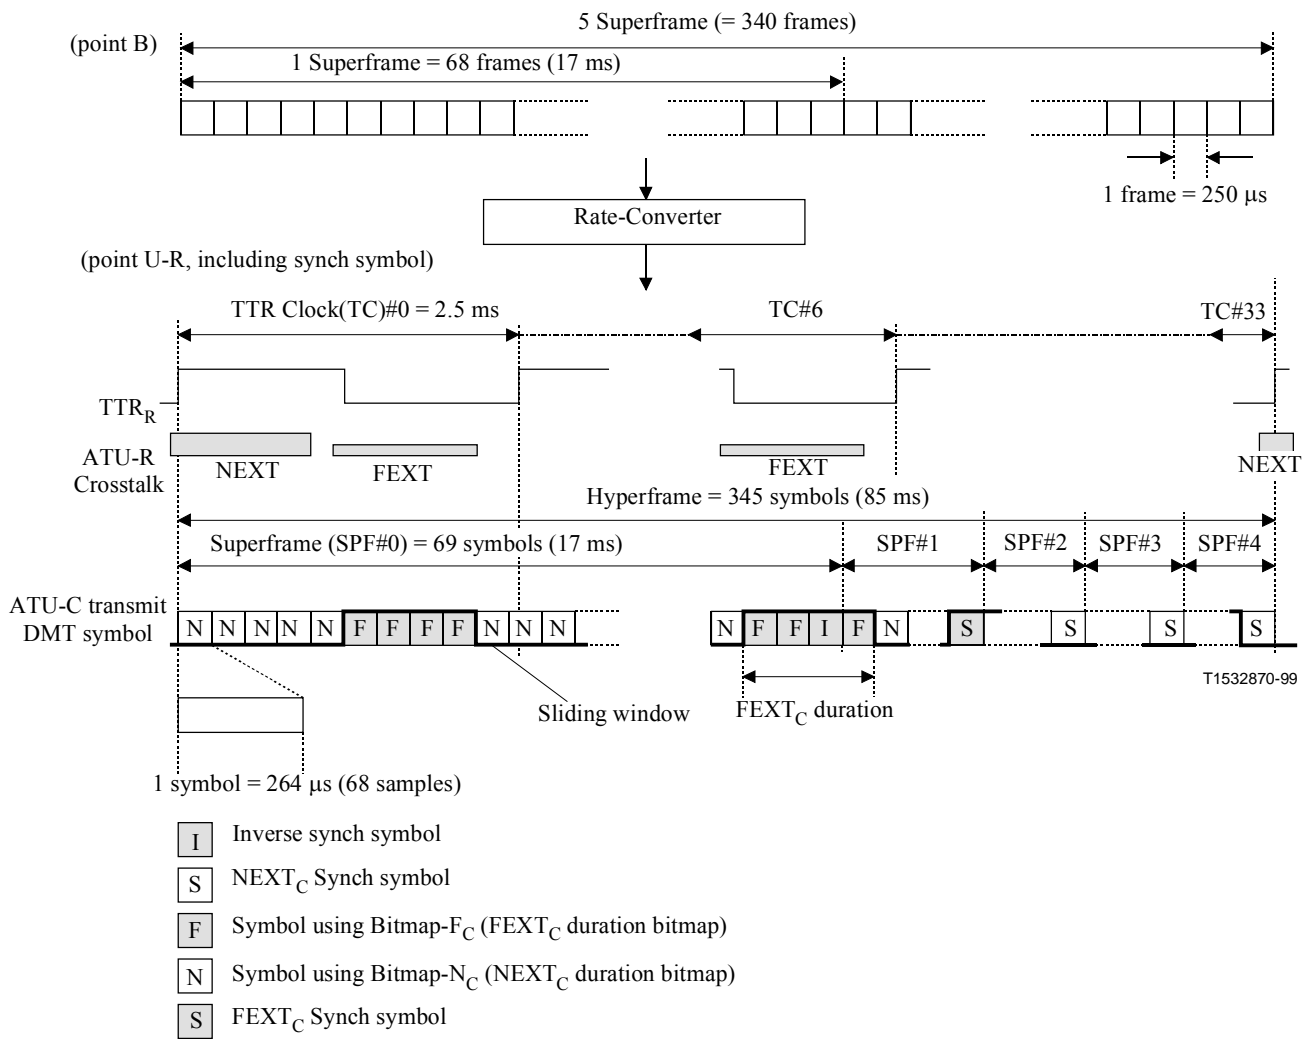 5 Superframe (= 340 frames)
(point B)
1 Superframe = 68 frames (17 ms)
1 frame = 250 μs
Rate-Converter
(point U-R, including synch symbol)
TTR Clock(TC)#0 = 2.5 ms
TC#6
TC#33
TTR_R
ATU-R
Crosstalk
NEXT
FEXT
FEXT
NEXT
Hyperframe = 345 symbols (85 ms)
Superframe (SPF#0) = 69 symbols (17 ms)
SPF#1
SPF#2
SPF#3
SPF#4
ATU-C transmit
DMT symbol
N N N N N F F F F N N N
N F F I F N S S S S
T1532870-99
Sliding window
FEXT_C duration
1 symbol = 264 μs (68 samples)
I Inverse synch symbol
S NEXT_C Synch symbol
F Symbol using Bitmap-F_C (FEXT_C duration bitmap)
N Symbol using Bitmap-N_C (NEXT_C duration bitmap)
S FEXT_C Synch symbol